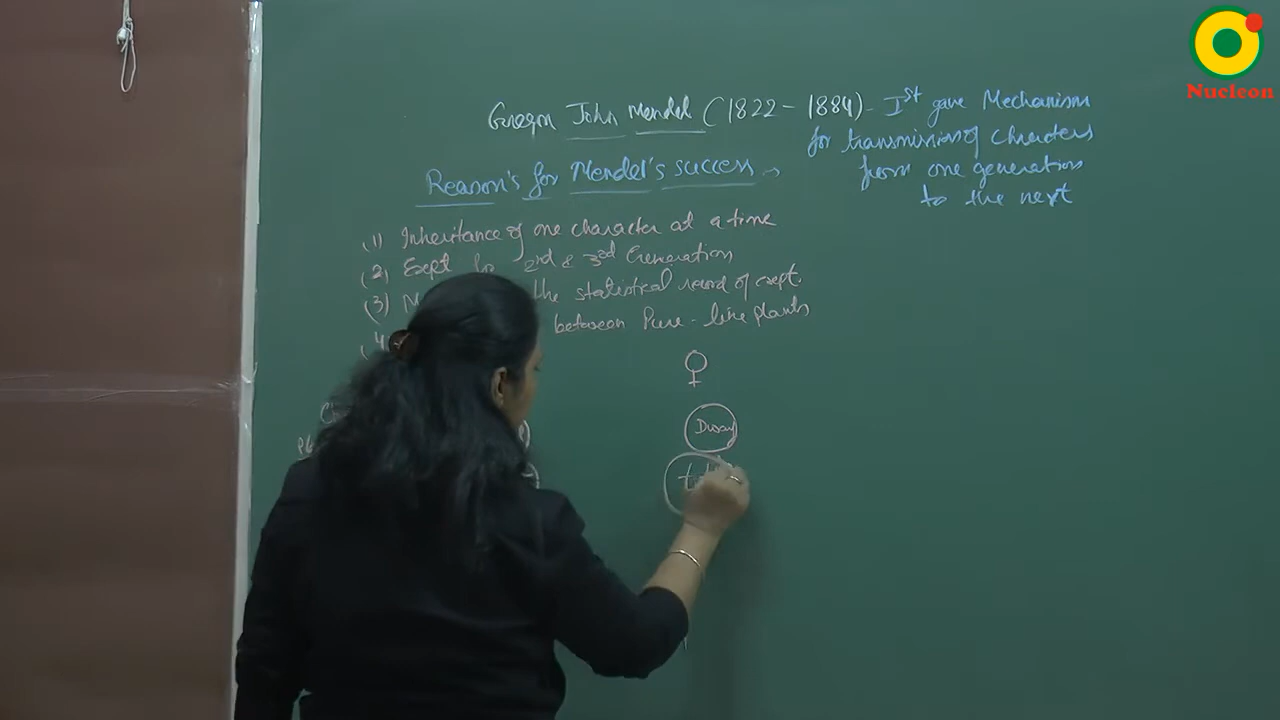 Nucleon
Gregor John Mendel (1822 - 1884) - Ist gave Mechanism
for transmission of characters
from one generation
to the next
Reason's for Mendel's success
(1) Inheritance of one character at a time
(2) Expt for 2nd & 3rd Generation
(3) the statistical record of expt.
(4 between Pure - line plants
♀
Dwarf